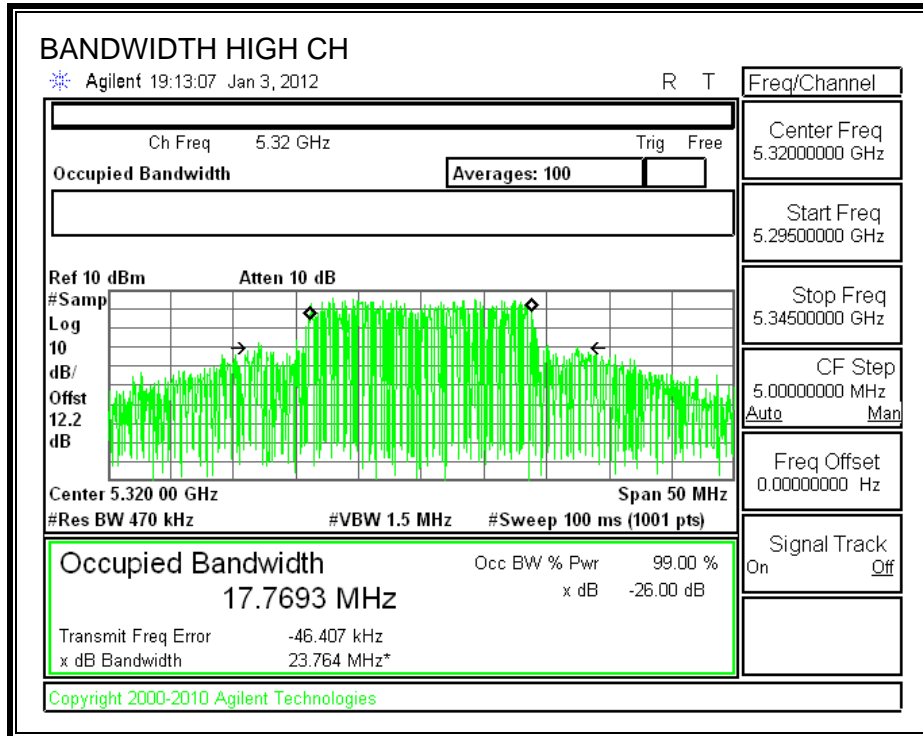 BANDWIDTH HIGH CH
Agilent 19:13:07 Jan 3, 2012 R T
Freq/Channel
Ch Freq 5.32 GHz Trig Free
Occupied Bandwidth Averages: 100
Ref 10 dBm Atten 10 dB
#Samp
Log
10
dB/
Offst
12.2
dB
Center 5.320 00 GHz Span 50 MHz
#Res BW 470 kHz #VBW 1.5 MHz #Sweep 100 ms (1001 pts)
Occupied Bandwidth Occ BW % Pwr 99.00 %
17.7693 MHz x dB -26.00 dB
Transmit Freq Error -46.407 kHz
x dB Bandwidth 23.764 MHz*
Copyright 2000-2010 Agilent Technologies
Center Freq
5.32000000 GHz
Start Freq
5.29500000 GHz
Stop Freq
5.34500000 GHz
CF Step
5.00000000 MHz
Auto Man
Freq Offset
0.00000000 Hz
Signal Track
On Off